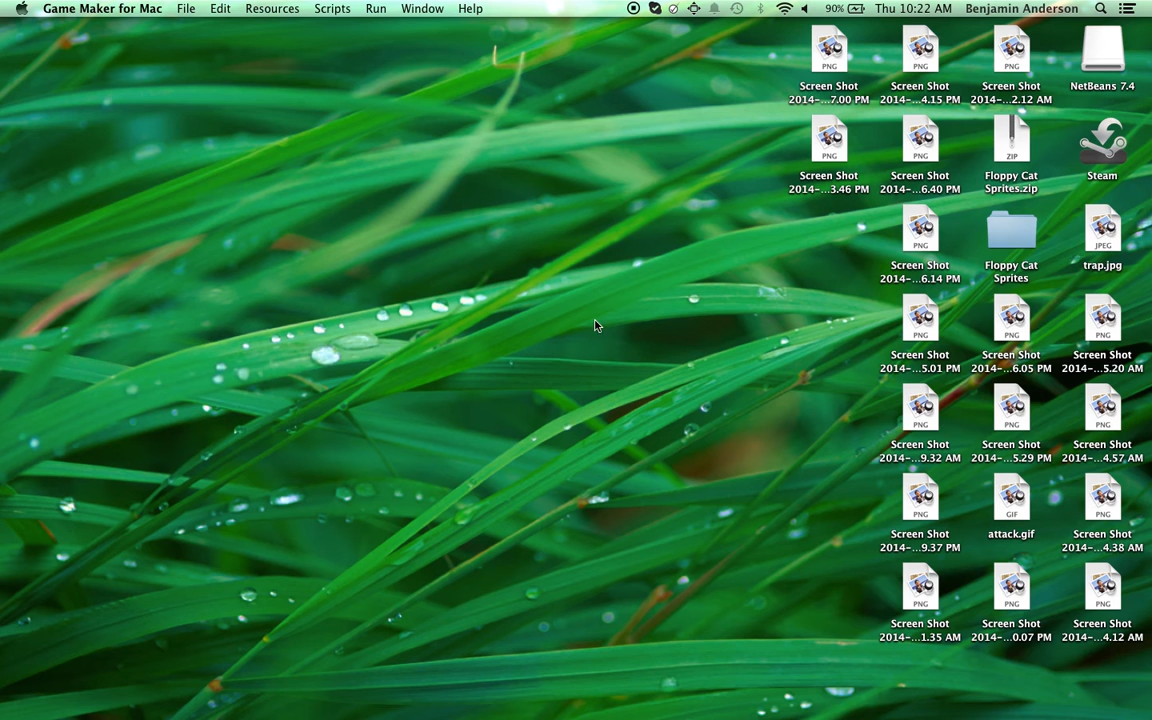 Game Maker for Mac File Edit Resources Scripts Run Window Help 90% Thu 10:22 AM Benjamin Anderson
PNG PNG PNG
Screen Shot Screen Shot Screen Shot NetBeans 7.4
2014-...7.00 PM 2014-...4.15 PM 2014-...2.12 AM
PNG PNG ZIP
Screen Shot Screen Shot Floppy Cat Steam
2014-...3.46 PM 2014-...6.40 PM Sprites.zip
PNG JPEG
Screen Shot Floppy Cat trap.jpg
2014-...6.14 PM Sprites
PNG PNG PNG
Screen Shot Screen Shot Screen Shot
2014-...5.01 PM 2014-...6.05 PM 2014-...5.20 AM
PNG PNG PNG
Screen Shot Screen Shot Screen Shot
2014-...9.32 AM 2014-...5.29 PM 2014-...4.57 AM
PNG GIF PNG
Screen Shot attack.gif Screen Shot
2014-...9.37 PM 2014-...4.38 AM
PNG PNG PNG
Screen Shot Screen Shot Screen Shot
2014-...1.35 AM 2014-...0.07 PM 2014-...4.12 AM